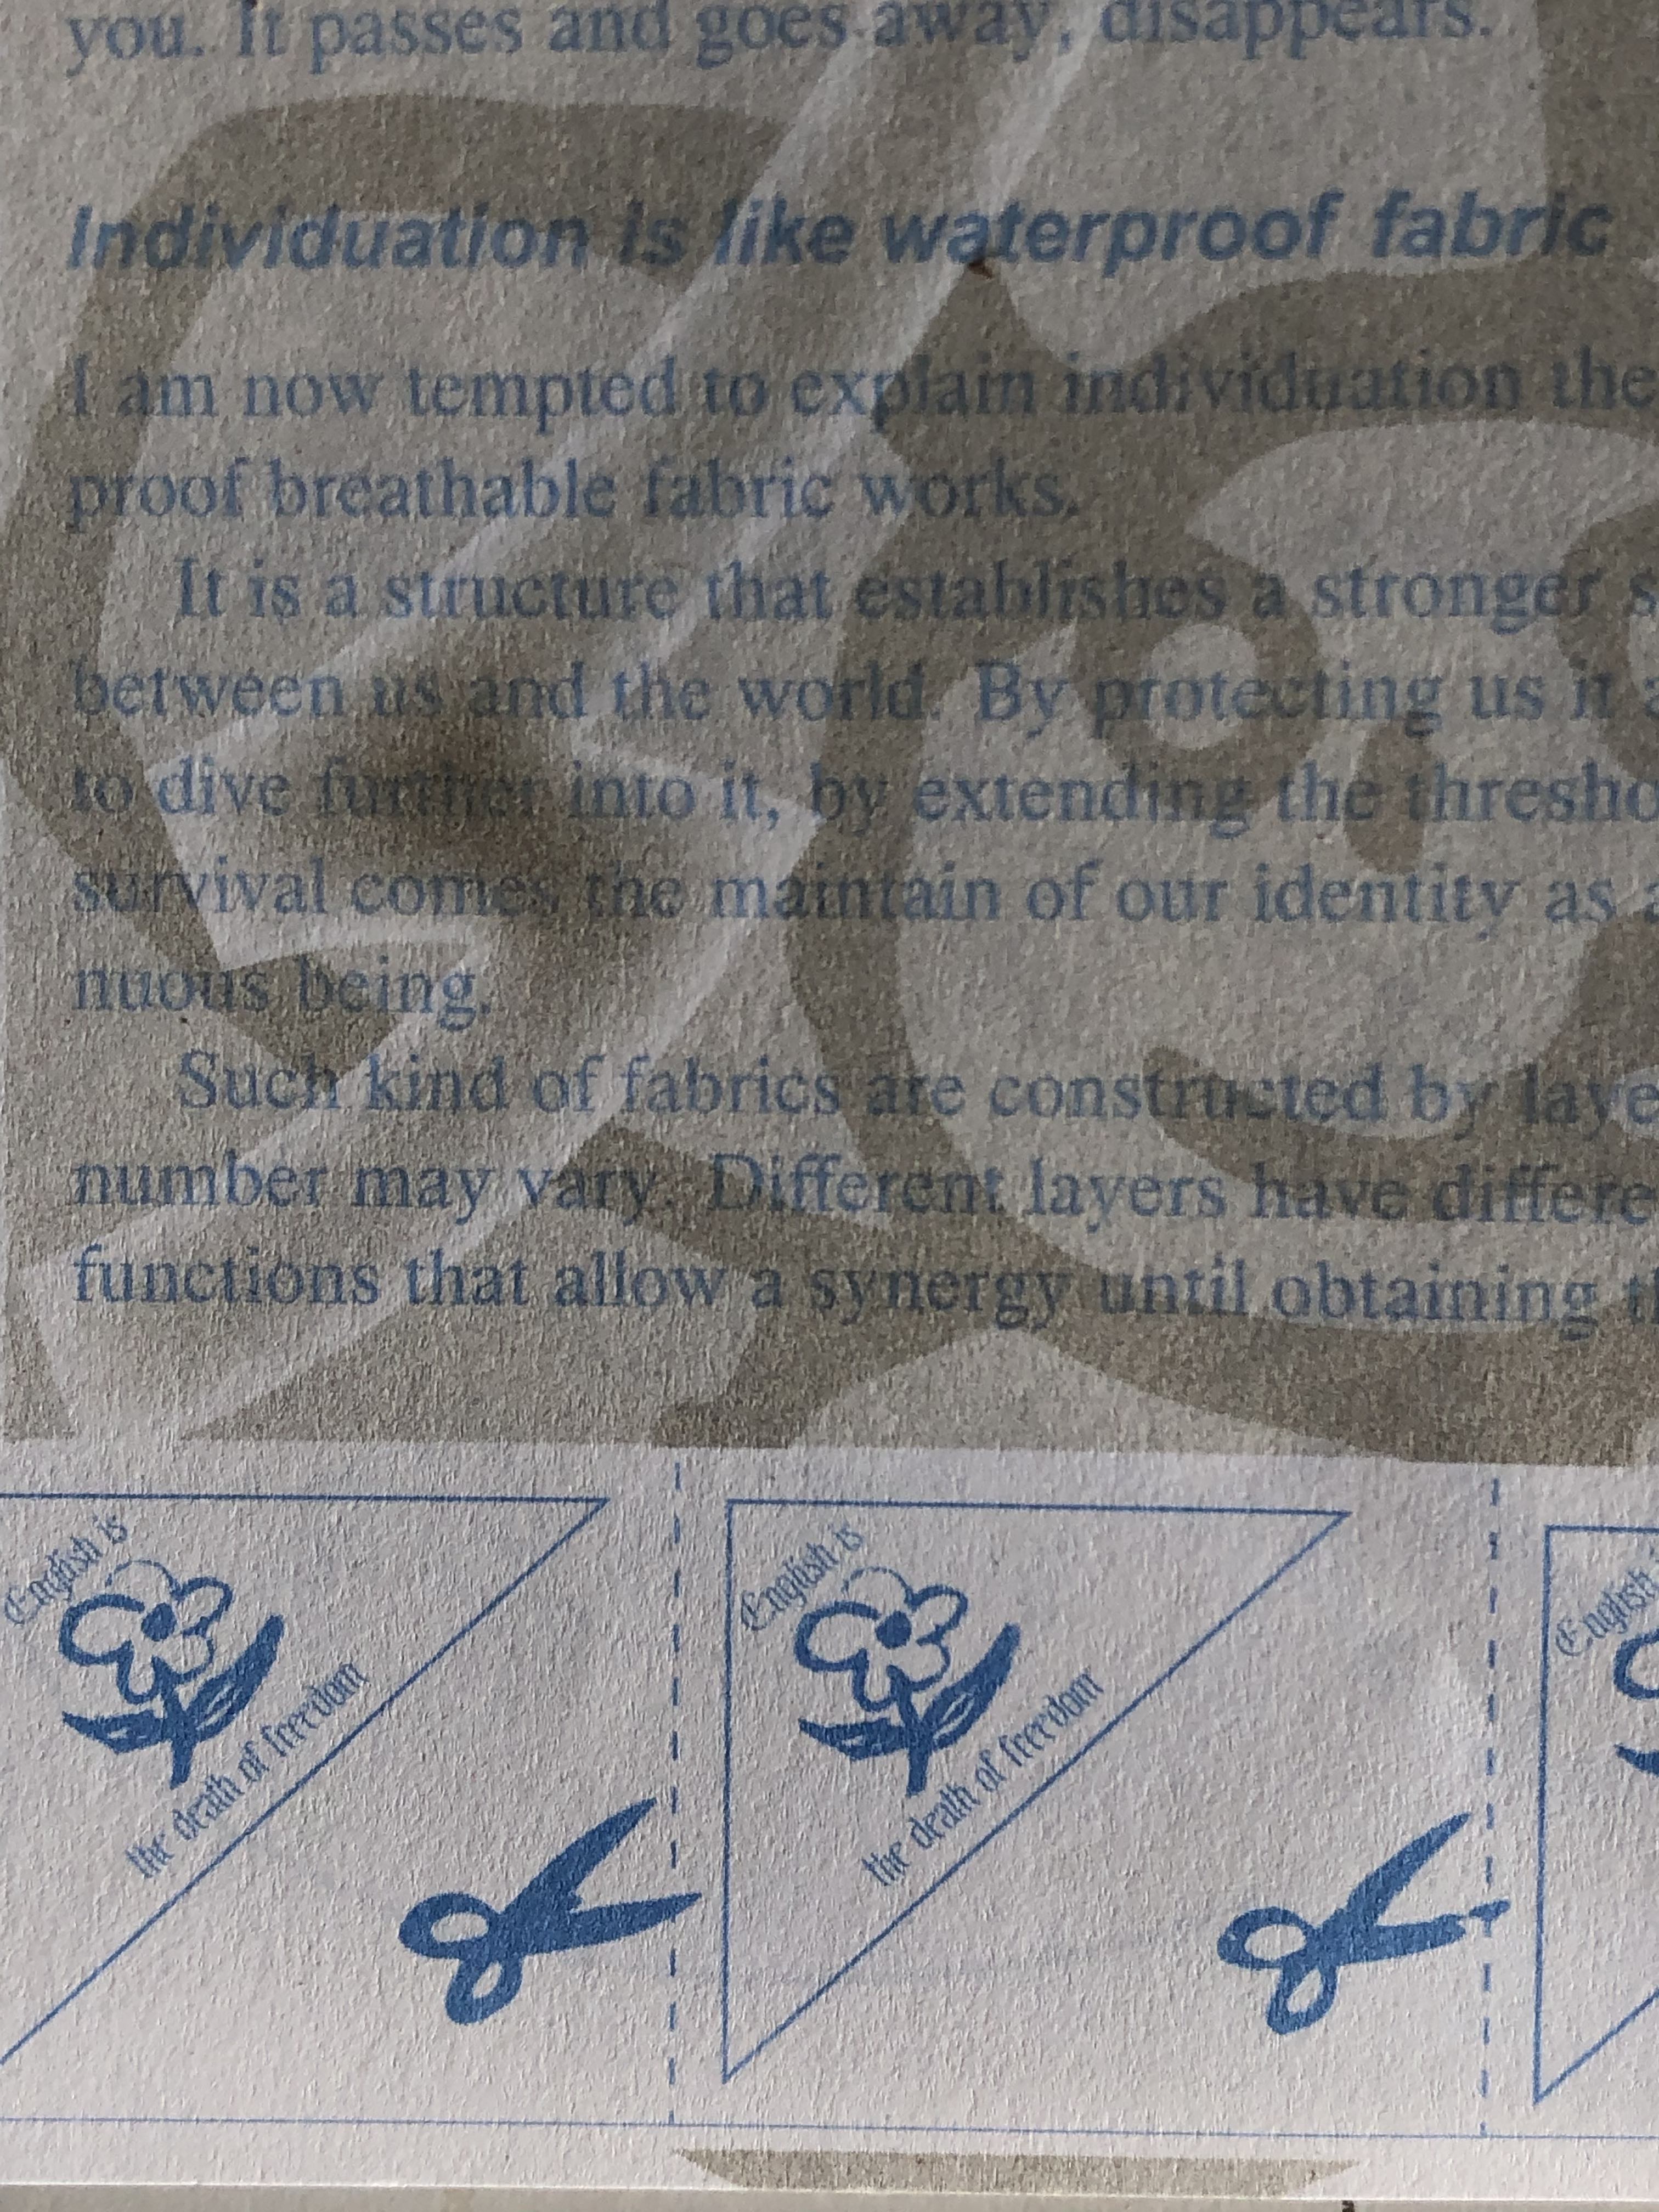 you. It passes and goes away, disappears.
Individuation is like waterproof fabric
I am now tempted to explain individuation the
proof breathable fabric works.
It is a structure that establishes a stronger s
between us and the world. By protecting us it a
to dive further into it, by extending the thresho
survival comes the maintain of our identity as a
nuous being.
Such kind of fabrics are constructed by laye
number may vary. Different layers have differe
functions that allow a synergy until obtaining th
English is
the death of freedom
English is
the death of freedom
English